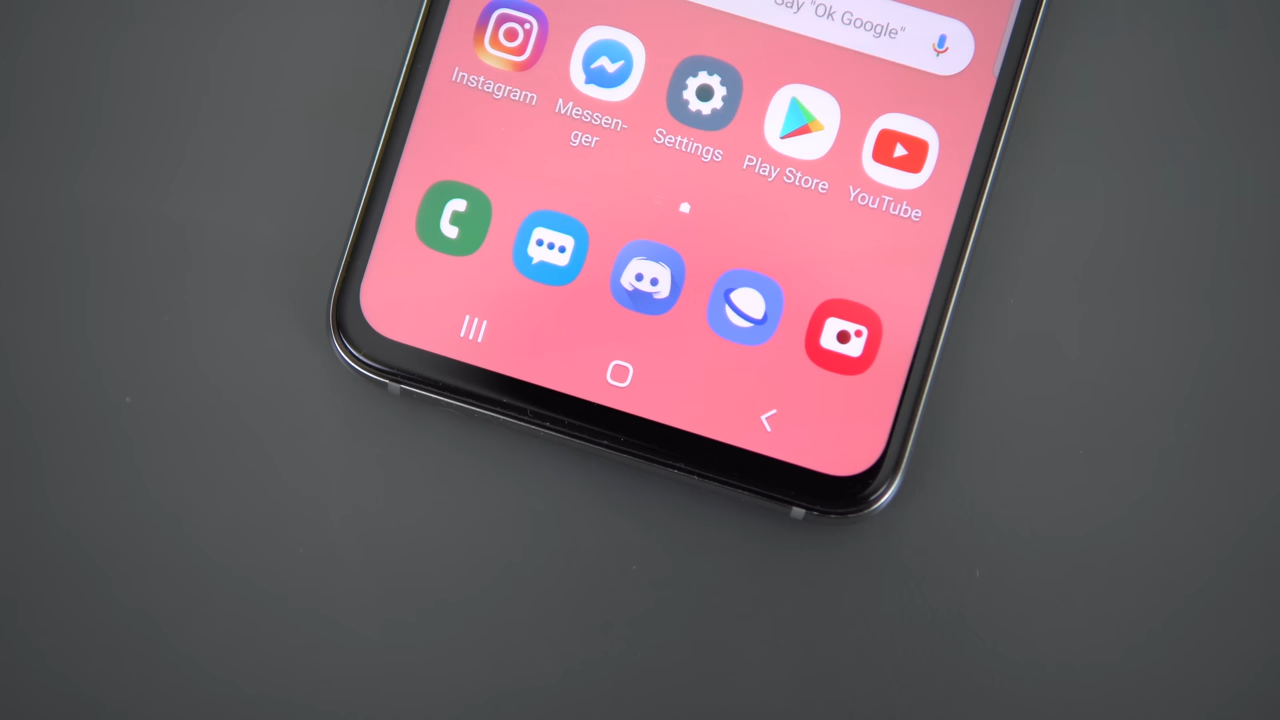 Say "Ok Google"
Instagram
Messen-
ger
Settings
Play Store
YouTube